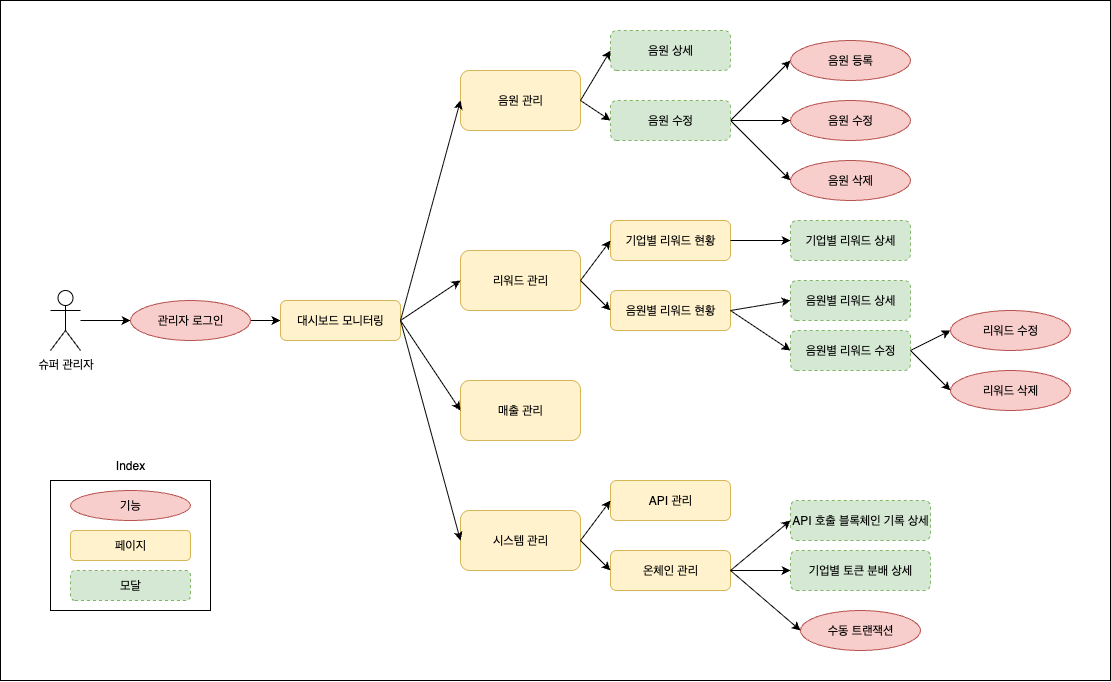 음원 상세
음원 등록
음원 관리
음원 수정
음원 수정
음원 삭제
기업별 리워드 현황
기업별 리워드 상세
리워드 관리
음원별 리워드 현황
음원별 리워드 상세
음원별 리워드 수정
리워드 수정
리워드 삭제
슈퍼 관리자
관리자 로그인
대시보드 모니터링
매출 관리
Index
기능
페이지
모달
API 관리
시스템 관리
온체인 관리
API 호출 블록체인 기록 상세
기업별 토큰 분배 상세
수동 트랜잭션